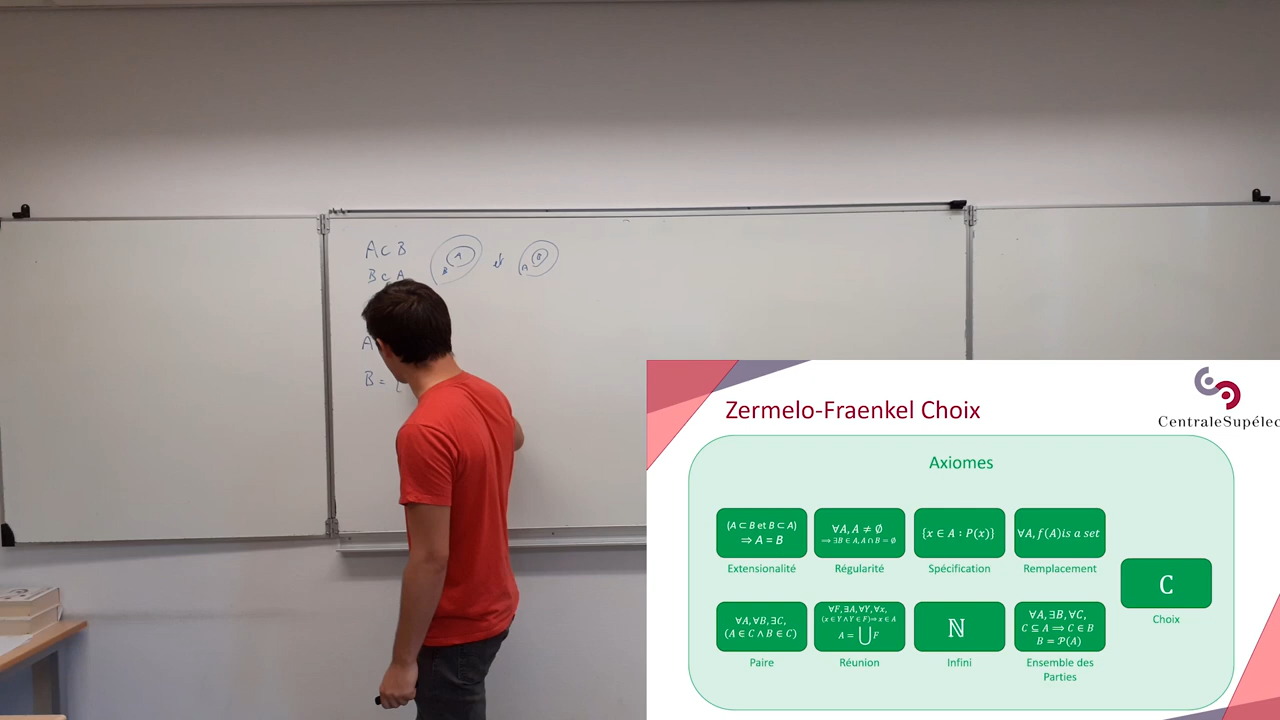 A ⊂ B
B ⊂ A
B A et A B
A
B = {
Zermelo-Fraenkel Choix
CentraleSupélec
Axiomes
(A ⊂ B et B ⊂ A)
⇒ A = B
Extensionalité
∀A, A ≠ ∅
⟹ ∃B ∈ A, A ∩ B = ∅
Régularité
{x ∈ A : P(x)}
Spécification
∀A, f(A)is a set
Remplacement
∀A, ∀B, ∃C,
(A ∈ C ∧ B ∈ C)
Paire
∀F, ∃A, ∀Y, ∀x,
(x ∈ Y ∧ Y ∈ F) ⇒ x ∈ A
A = ⋃ F
Réunion
ℕ
Infini
∀A, ∃B, ∀C,
C ⊆ A ⟹ C ∈ B
B = 𝒫(A)
Ensemble des
Parties
C
Choix